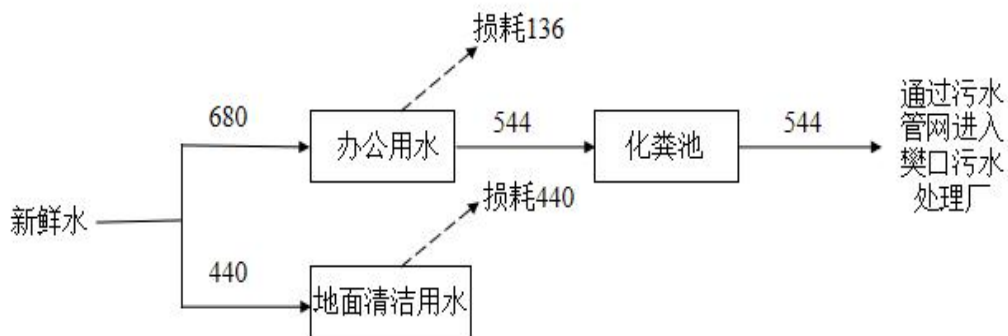 损耗136
680
办公用水
544
化粪池
544
通过污水
管网进入
樊口污水
处理厂
新鲜水
损耗440
440
地面清洁用水